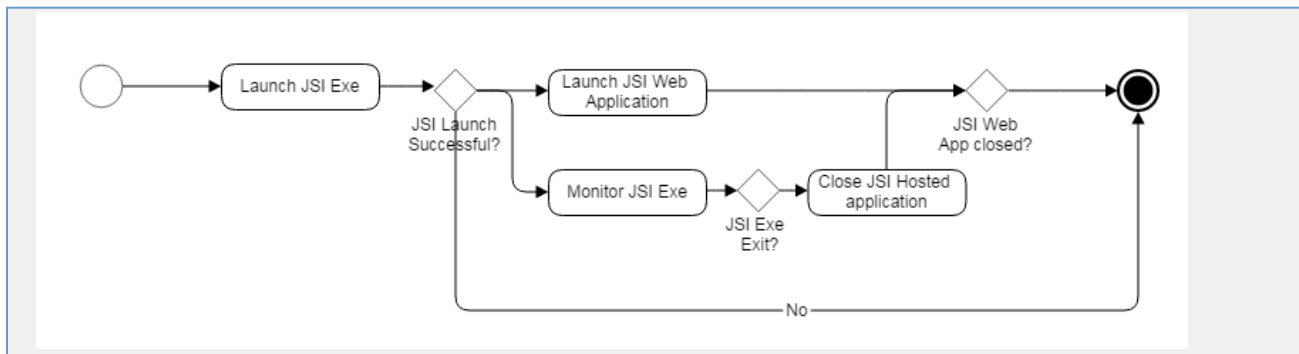 Launch JSI Exe
JSI Launch
Successful?
Launch JSI Web
Application
Monitor JSI Exe
JSI Exe
Exit?
Close JSI Hosted
application
JSI Web
App closed?
No